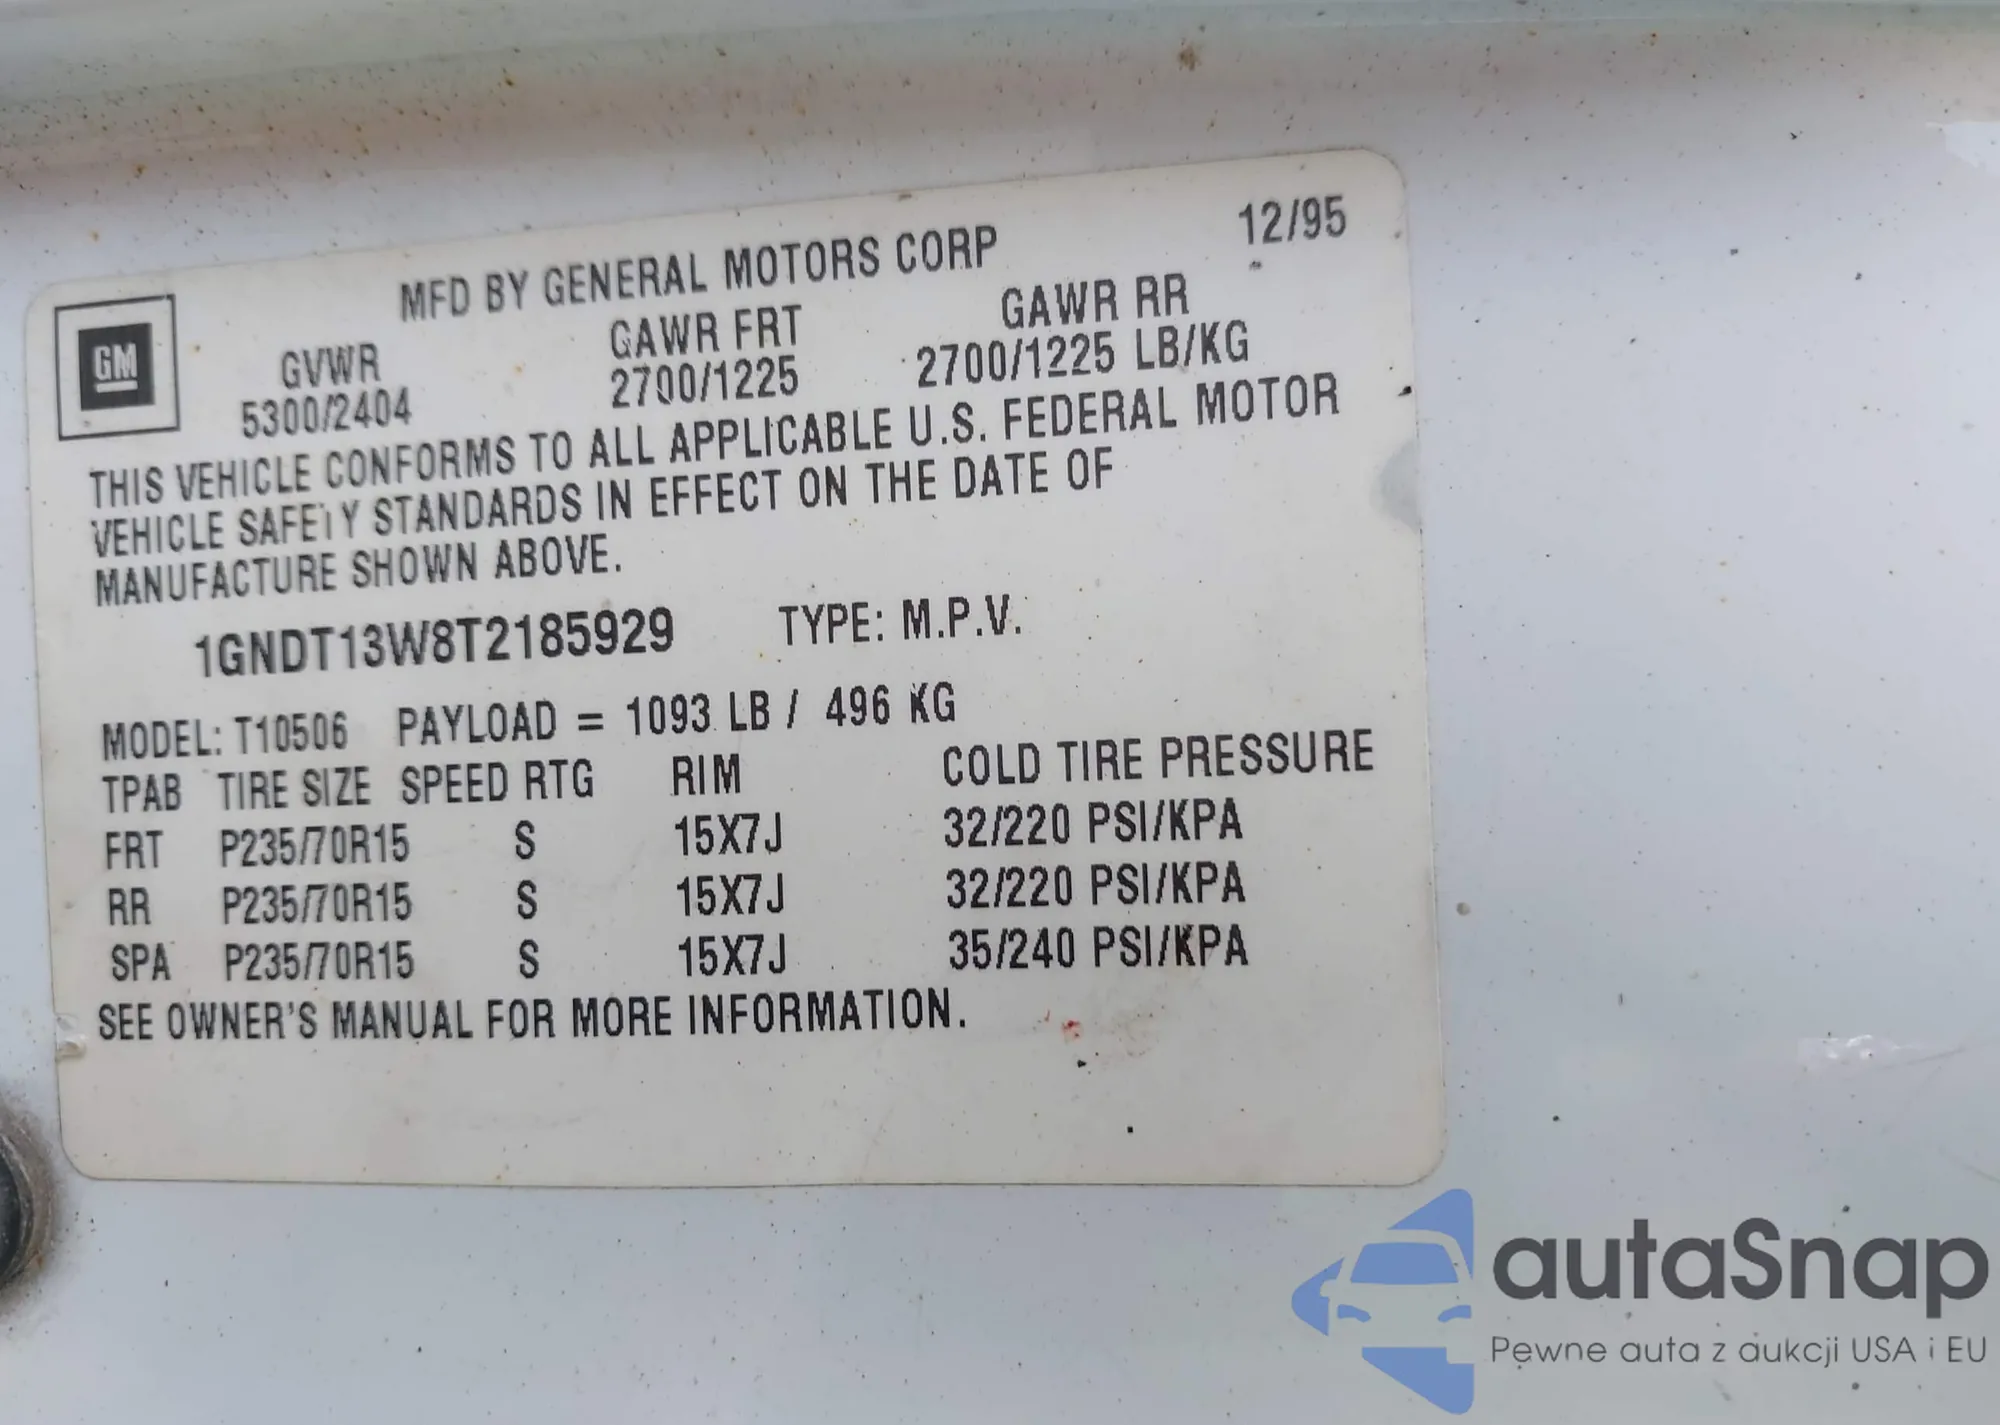 MFD BY GENERAL MOTORS CORP 12/95
GM
GVWR GAWR FRT GAWR RR
5300/2404 2700/1225 2700/1225 LB/KG
THIS VEHICLE CONFORMS TO ALL APPLICABLE U.S. FEDERAL MOTOR
VEHICLE SAFETY STANDARDS IN EFFECT ON THE DATE OF
MANUFACTURE SHOWN ABOVE.
1GNDT13W8T2185929 TYPE: M.P.V.
MODEL: T10506 PAYLOAD = 1093 LB / 496 KG
TPAB TIRE SIZE SPEED RTG RIM COLD TIRE PRESSURE
FRT P235/70R15 S 15X7J 32/220 PSI/KPA
RR P235/70R15 S 15X7J 32/220 PSI/KPA
SPA P235/70R15 S 15X7J 35/240 PSI/KPA
SEE OWNER'S MANUAL FOR MORE INFORMATION.
autaSnap
Pewne auta z aukcji USA i EU